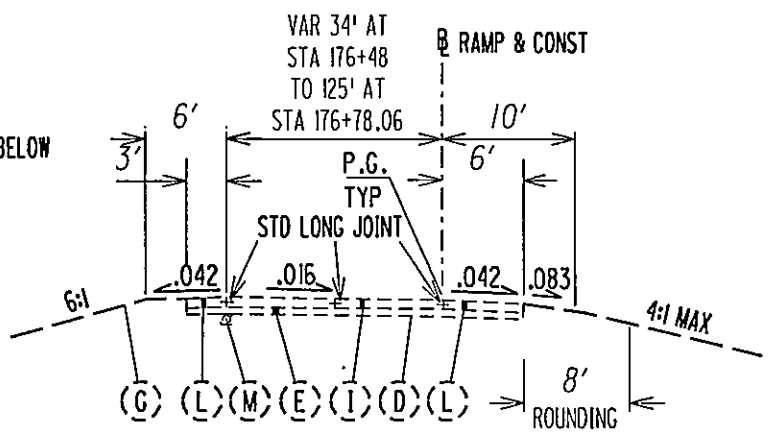 VAR 34' AT
STA 176+48
TO 125' AT
STA 176+78.06
B RAMP & CONST
BELOW
6'
10'
3'
6'
P.G.
TYP
STD LONG JOINT
6:1
.042
.016
.042
.083
4:1 MAX
G
L
M
E
I
D
L
8'
ROUNDING